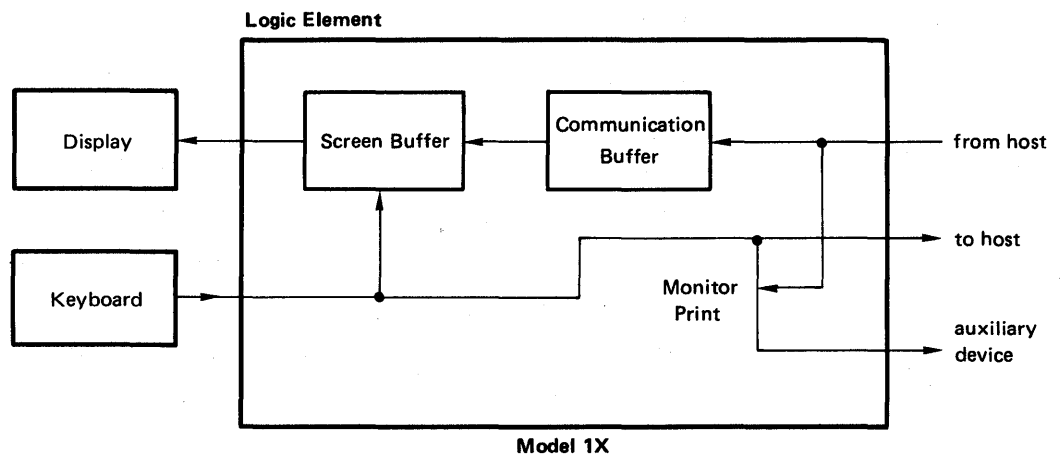 Logic Element
Display
Screen Buffer
Communication
Buffer
from host
to host
Keyboard
Monitor
Print
auxiliary
device
Model 1X